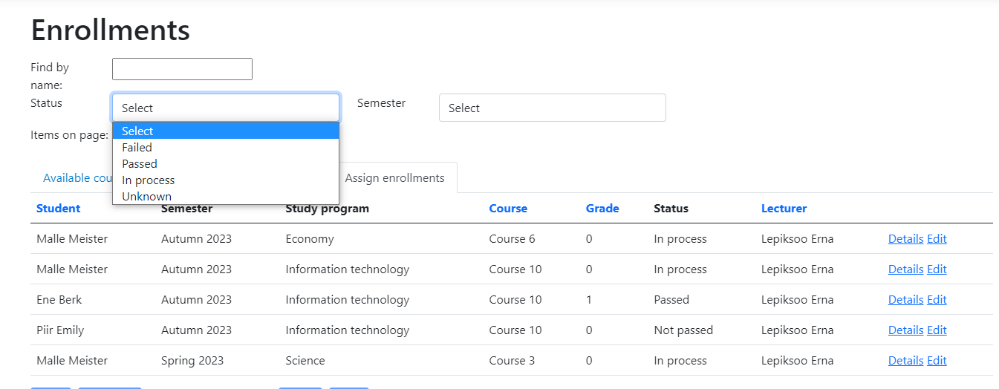 Enrollments
Find by
name:
Status Select Semester Select
Select
Items on page:
Failed
Passed
In process
Unknown
Available cou Assign enrollments
Student Semester Study program Course Grade Status Lecturer
Malle Meister Autumn 2023 Economy Course 6 0 In process Lepiksoo Erna Details Edit
Malle Meister Autumn 2023 Information technology Course 10 0 In process Lepiksoo Erna Details Edit
Ene Berk Autumn 2023 Information technology Course 10 1 Passed Lepiksoo Erna Details Edit
Piir Emily Autumn 2023 Information technology Course 10 0 Not passed Lepiksoo Erna Details Edit
Malle Meister Spring 2023 Science Course 3 0 In process Lepiksoo Erna Details Edit